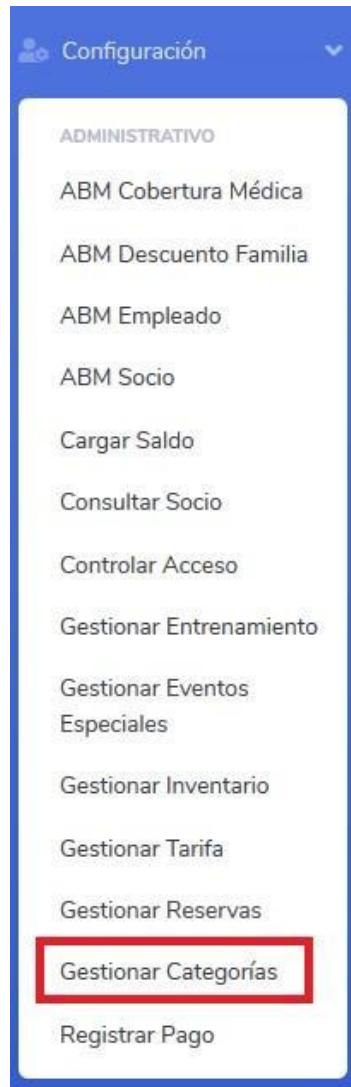 Configuración
ADMINISTRATIVO
ABM Cobertura Médica
ABM Descuento Familia
ABM Empleado
ABM Socio
Cargar Saldo
Consultar Socio
Controlar Acceso
Gestionar Entrenamiento
Gestionar Eventos
Especiales
Gestionar Inventario
Gestionar Tarifa
Gestionar Reservas
Gestionar Categorías
Registrar Pago